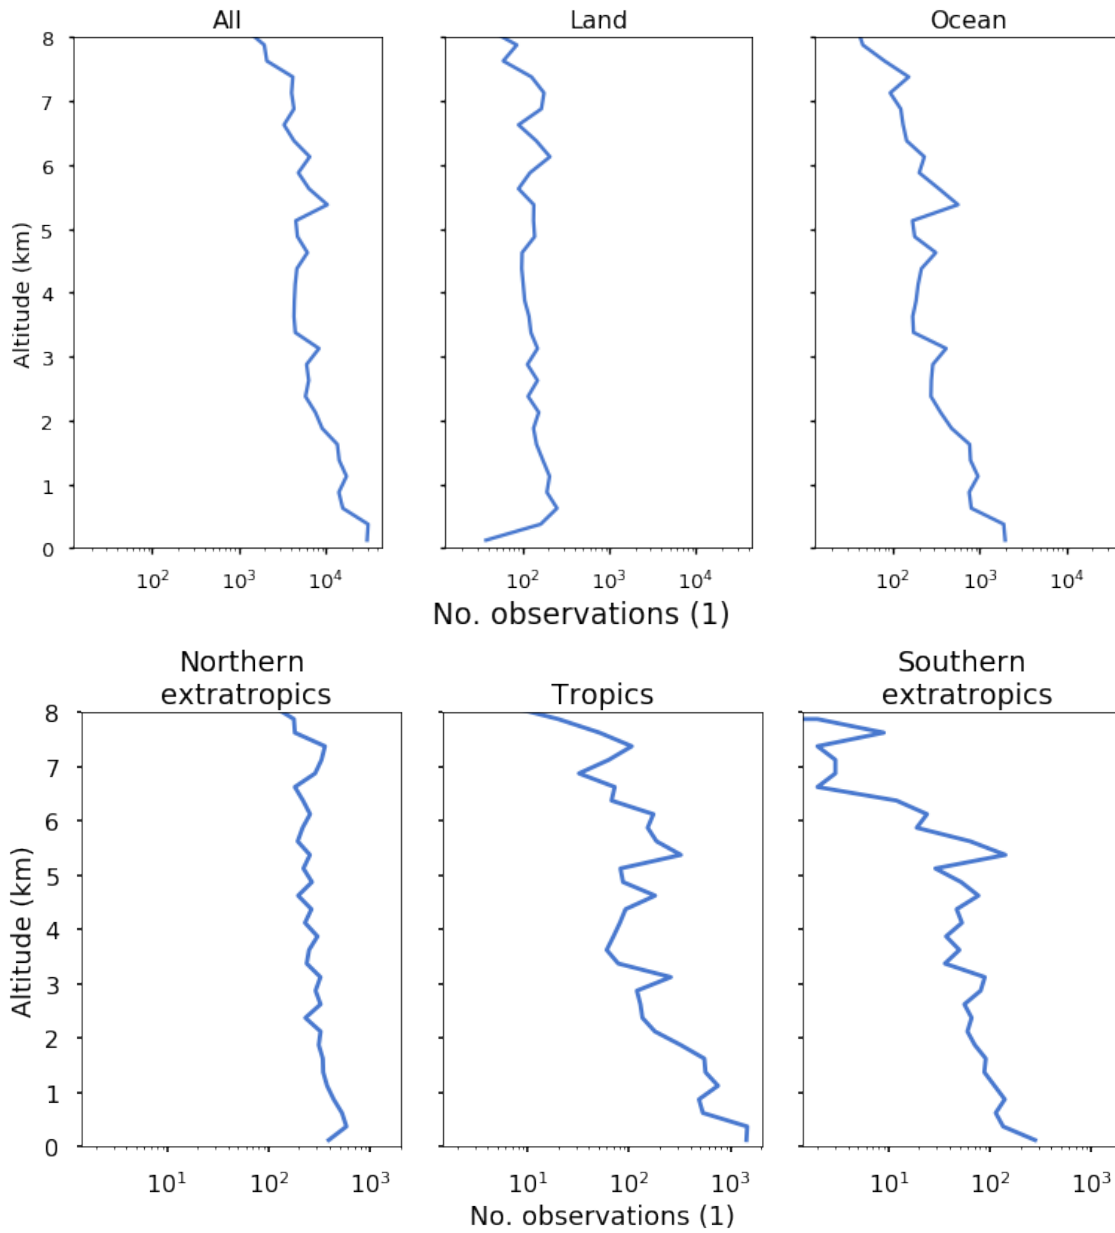 All Land Ocean
8
7
6
5
4
3
2
1
0
Altitude (km)
10² 10³ 10⁴ 10² 10³ 10⁴ 10² 10³ 10⁴
No. observations (1)
Northern
extratropics
Tropics
Southern
extratropics
8
7
6
5
4
3
2
1
0
Altitude (km)
10¹ 10² 10³ 10¹ 10² 10³ 10¹ 10² 10³
No. observations (1)